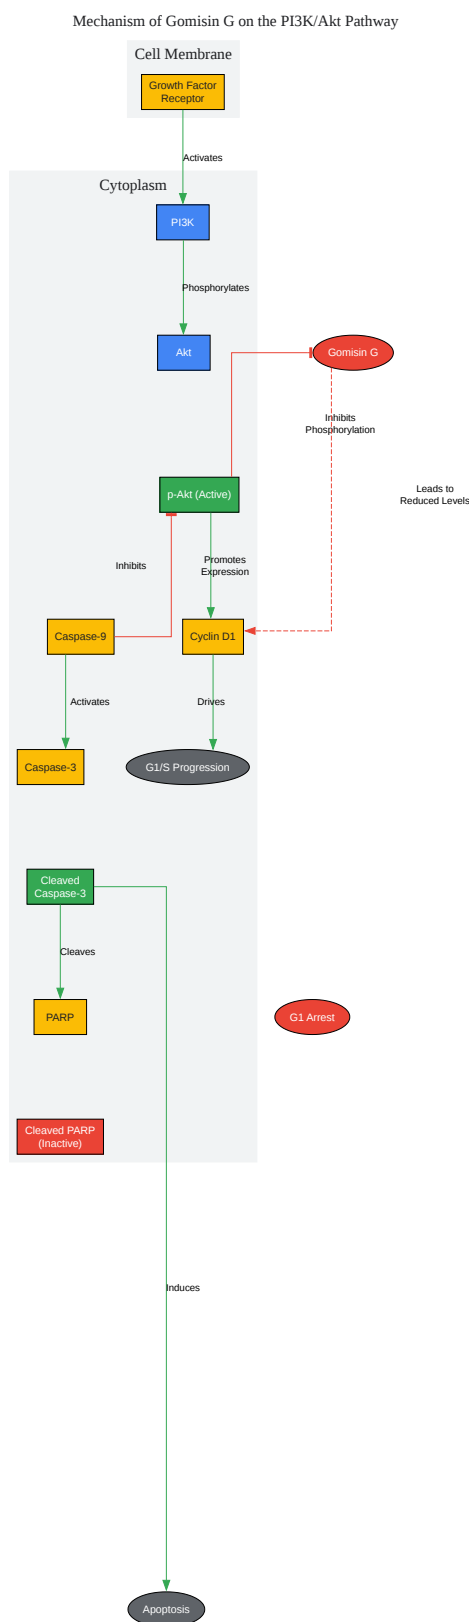 Mechanism of Gomisin G on the PI3K/Akt Pathway
Cell Membrane
Growth Factor
Receptor
Activates
Cytoplasm
PI3K
Phosphorylates
Akt
Gomisin G
Inhibits
Phosphorylation
Leads to
Reduced Levels
p-Akt (Active)
Inhibits
Promotes
Expression
Caspase-9
Cyclin D1
Activates
Drives
Caspase-3
G1/S Progression
Cleaved
Caspase-3
Cleaves
PARP
G1 Arrest
Cleaved PARP
(Inactive)
Induces
Apoptosis